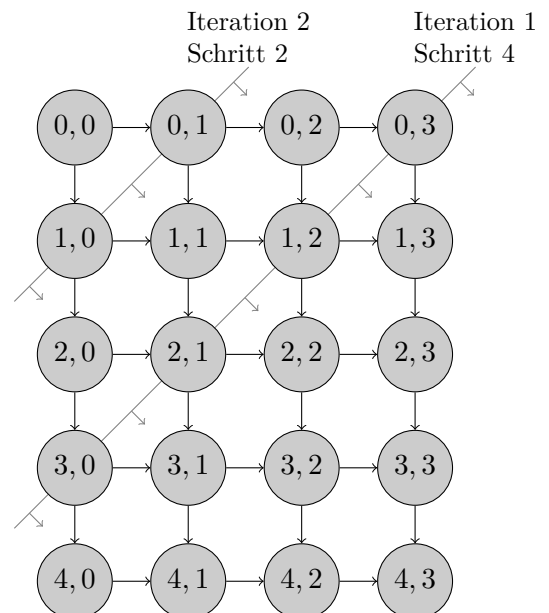 Iteration 2
Schritt 2
Iteration 1
Schritt 4
0, 0 0, 1 0, 2 0, 3
1, 0 1, 1 1, 2 1, 3
2, 0 2, 1 2, 2 2, 3
3, 0 3, 1 3, 2 3, 3
4, 0 4, 1 4, 2 4, 3